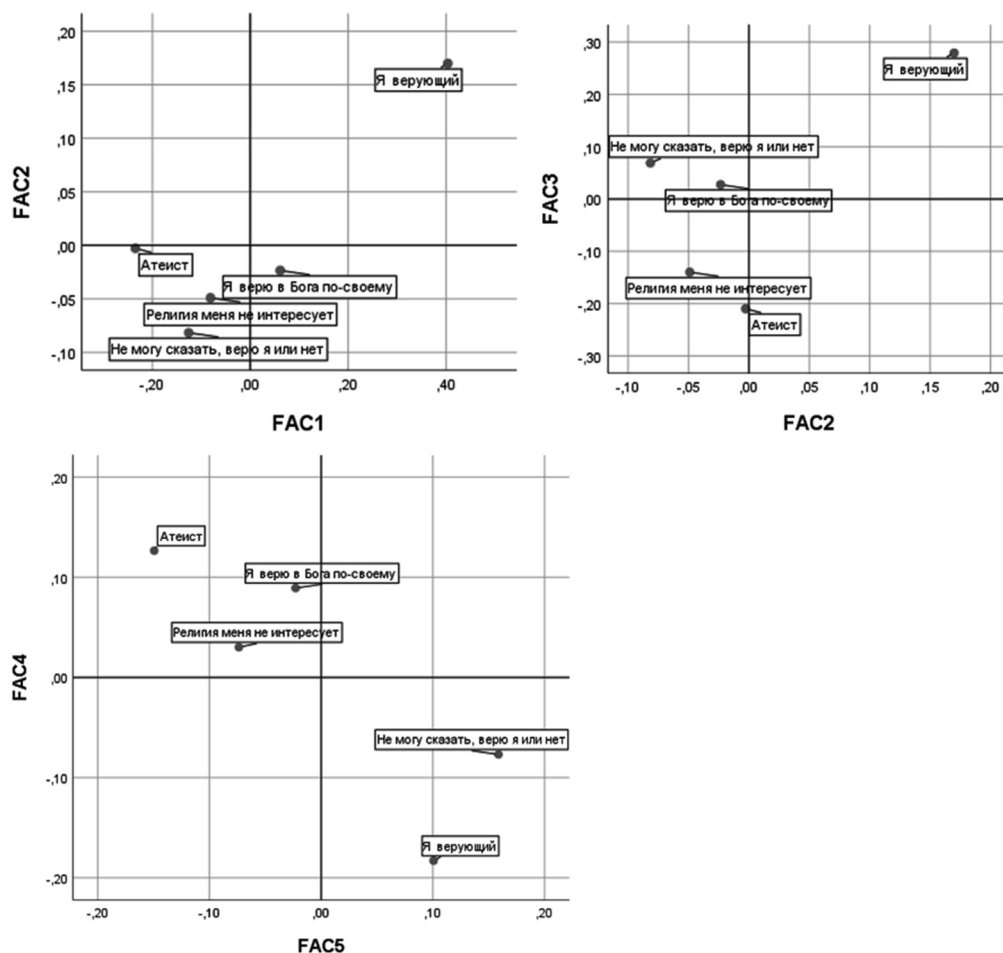 ,20
,15
,10
,05
,00
-,05
-,10
FAC2
Я верующий
Атеист
Я верю в Бога по-своему
Религия меня не интересует
Не могу сказать, верю я или нет
-,20
,00
,20
,40
FAC1
,30
,20
,10
,00
-,10
-,20
-,30
FAC3
Я верующий
Не могу сказать, верю я или нет
Я верю в Бога по-своему
Религия меня не интересует
Атеист
-,10
-,05
,00
,05
,10
,15
,20
FAC2
,20
,10
,00
-,10
-,20
FAC4
Атеист
Я верю в Бога по-своему
Религия меня не интересует
Не могу сказать, верю я или нет
Я верующий
-,20
-,10
,00
,10
,20
FAC5